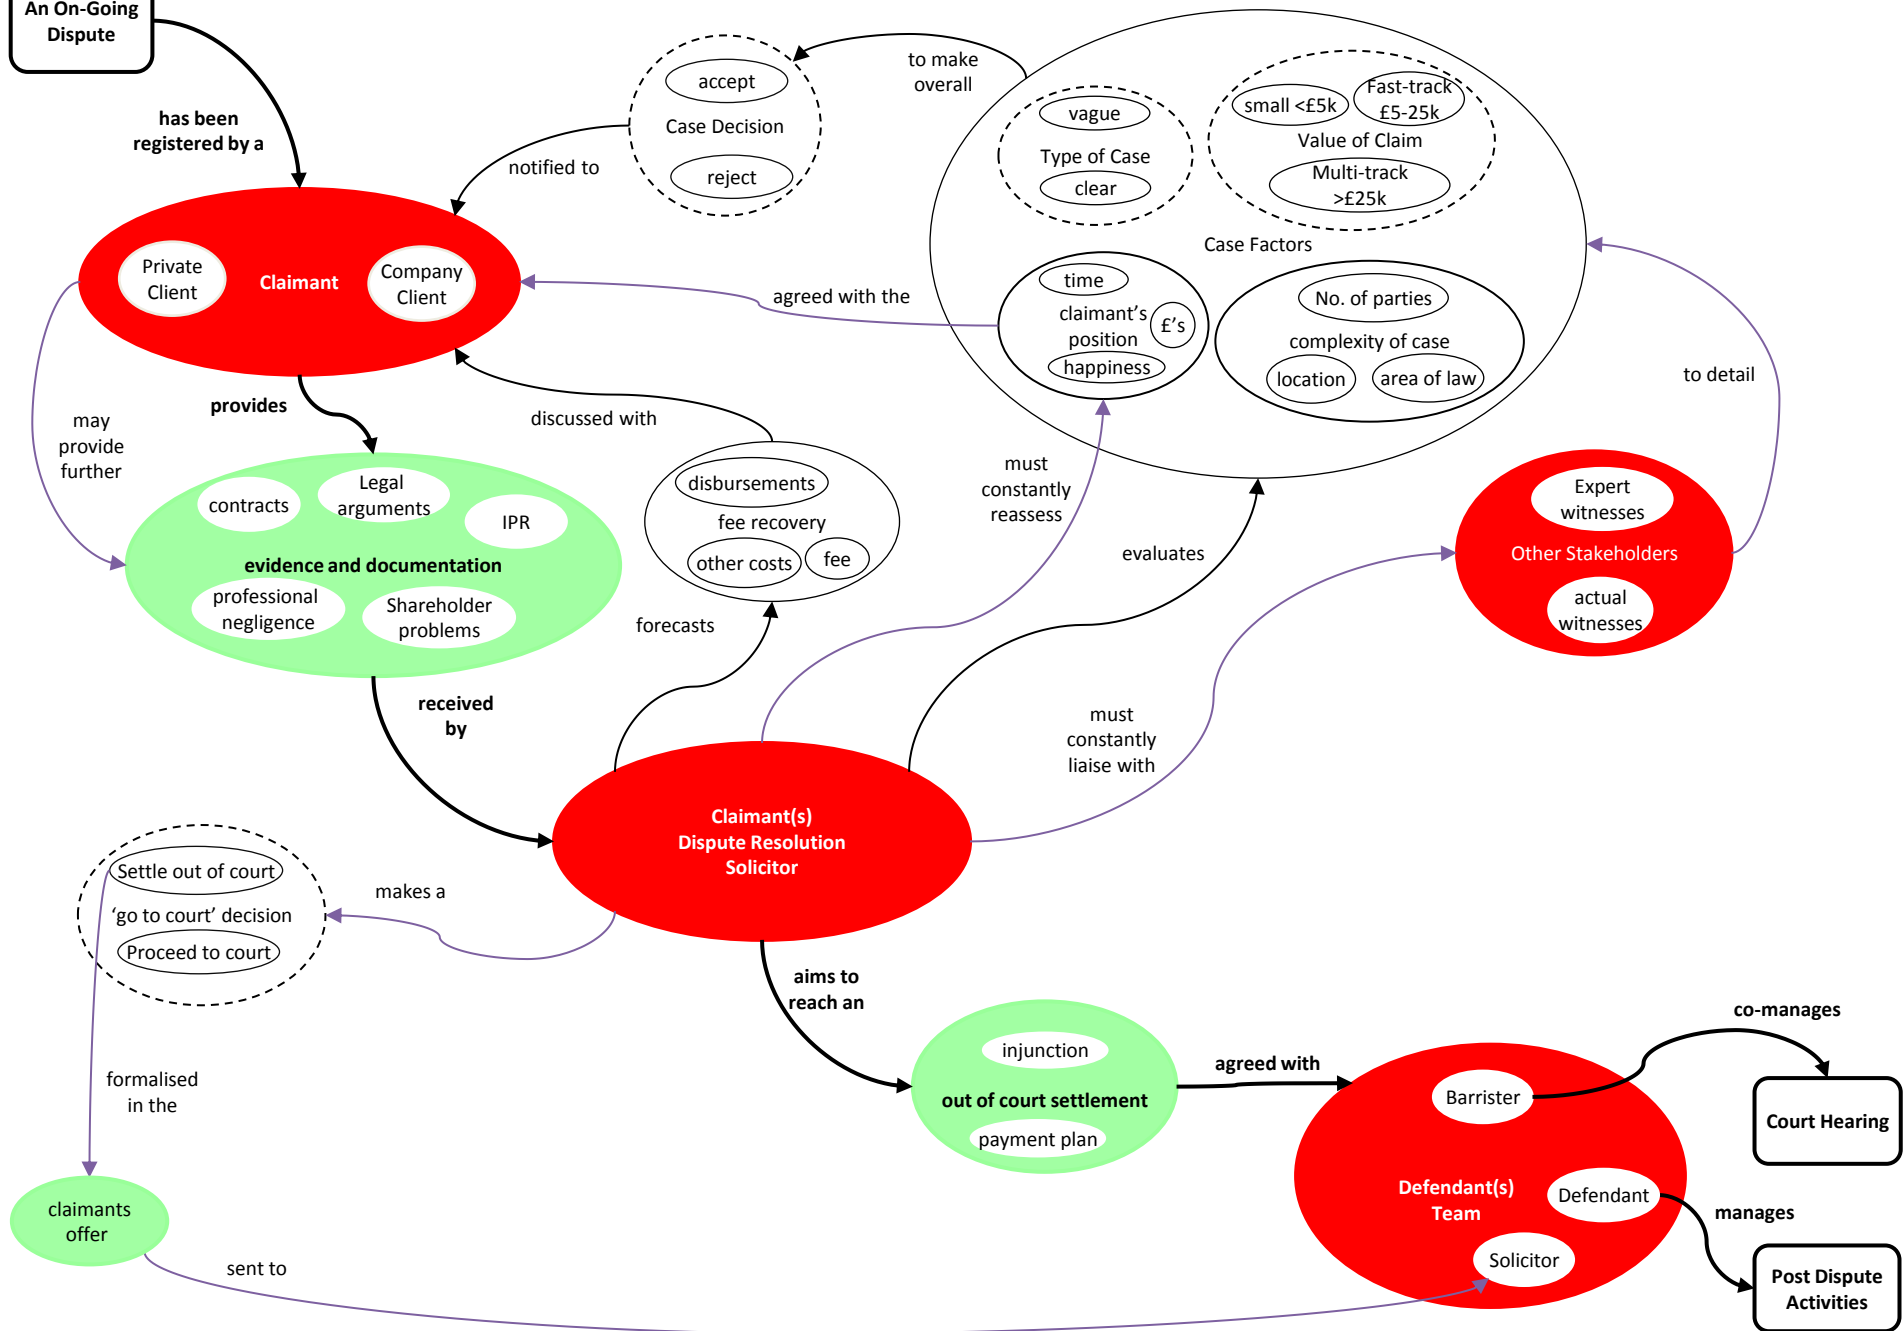 An On-Going
Dispute
has been
registered by a
accept
Case Decision
reject
notified to
to make
overall
vague
Type of Case
clear
small <£5k
Fast-track
£5-25k
Value of Claim
Multi-track
>£25k
Case Factors
Private
Client
Claimant
Company
Client
agreed with the
time
claimant’s
position
£’s
happiness
No. of parties
complexity of case
location
area of law
to detail
may
provide
further
provides
discussed with
must
constantly
reassess
contracts
Legal
arguments
IPR
evidence and documentation
professional
negligence
Shareholder
problems
disbursements
fee recovery
other costs
fee
forecasts
evaluates
Expert
witnesses
Other Stakeholders
actual
witnesses
received
by
must
constantly
liaise with
Claimant(s)
Dispute Resolution
Solicitor
Settle out of court
‘go to court’ decision
Proceed to court
makes a
aims to
reach an
formalised
in the
injunction
out of court settlement
payment plan
agreed with
co-manages
Barrister
Court Hearing
Defendant(s)
Team
Defendant
Solicitor
manages
Post Dispute
Activities
claimants
offer
sent to